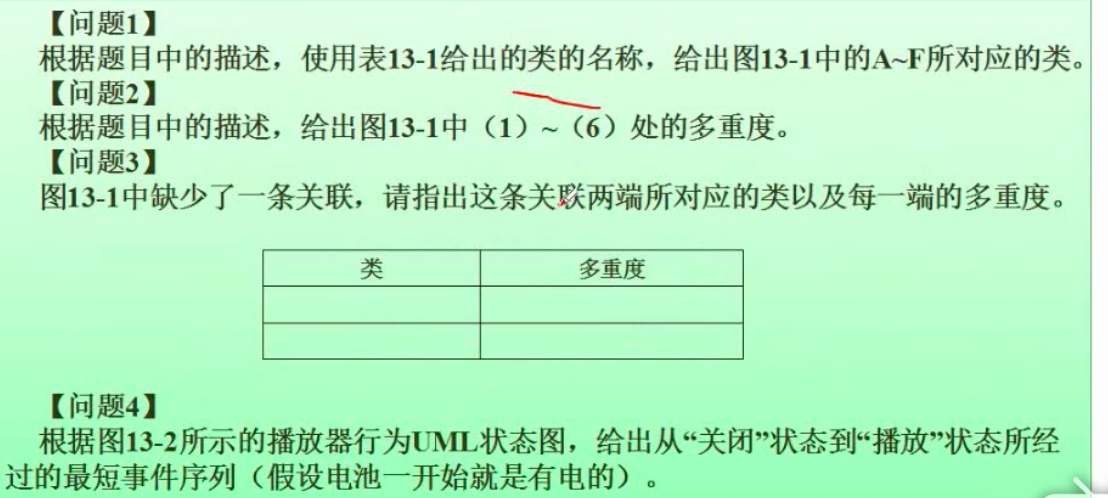 【问题1】
根据题目中的描述，使用表13-1给出的类的名称，给出图13-1中的A~F所对应的类。
【问题2】
根据题目中的描述，给出图13-1中（1）~（6）处的多重度。
【问题3】
图13-1中缺少了一条关联，请指出这条关联两端所对应的类以及每一端的多重度。
类 多重度
【问题4】
根据图13-2所示的播放器行为UML状态图，给出从“关闭”状态到“播放”状态所经
过的最短事件序列（假设电池一开始就是有电的）。